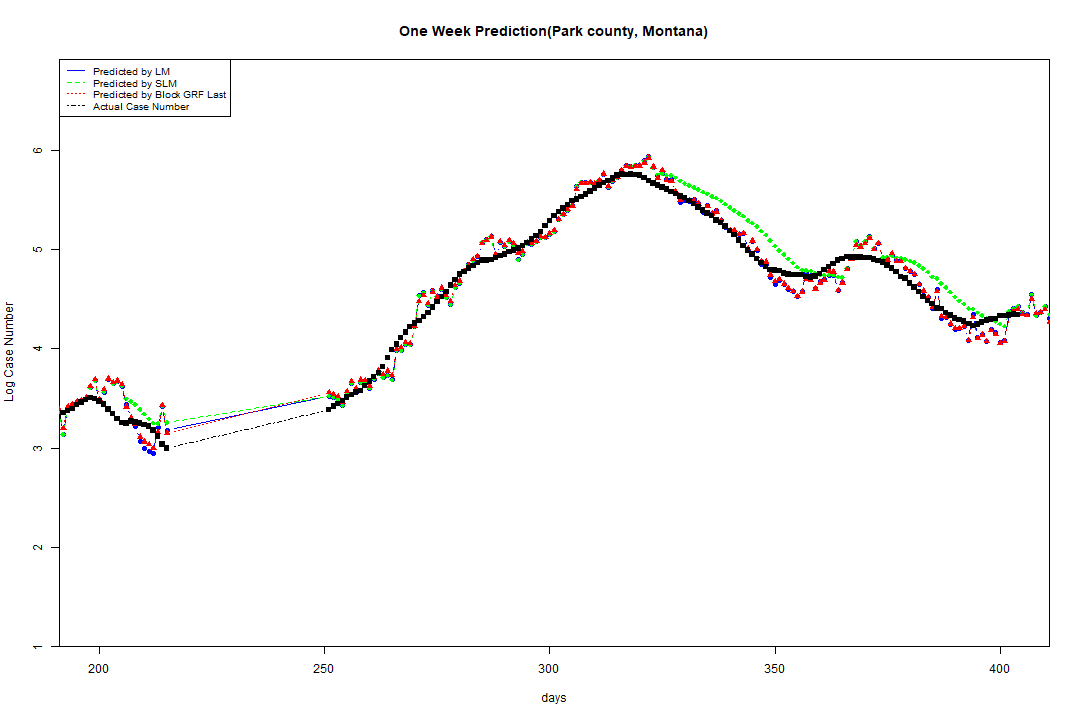 One Week Prediction(Park county, Montana)
Predicted by LM
Predicted by SLM
Predicted by Block GRF Last
Actual Case Number
Log Case Number
6
5
4
3
2
1
200 250 300 350 400
days